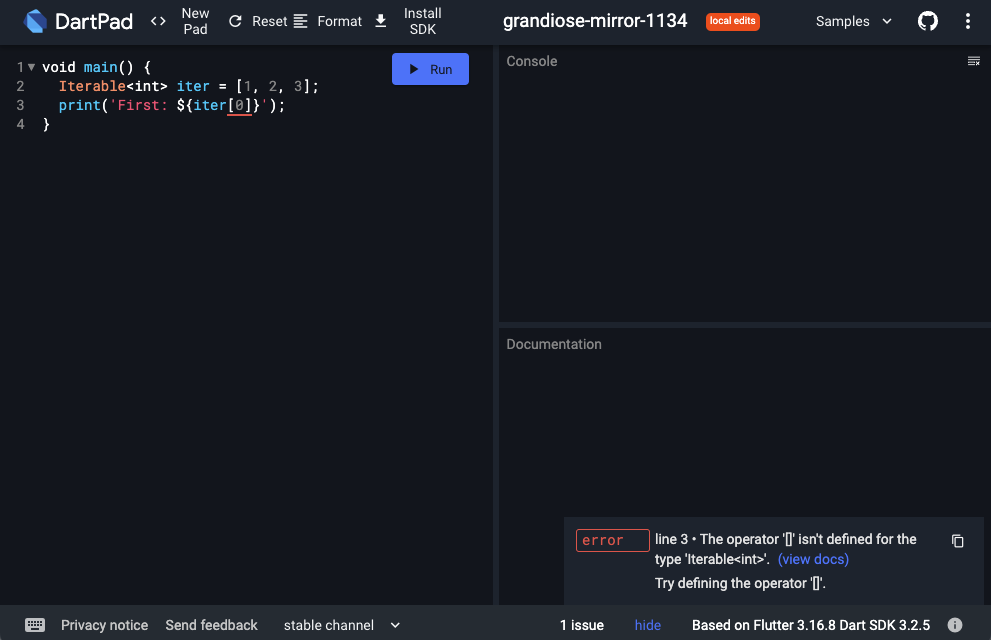 DartPad
<> New Pad
Reset
Format
Install SDK
grandiose-mirror-1134
local edits
Samples
1 void main() {
2   Iterable<int> iter = [1, 2, 3];
3   print('First: ${iter[0]}');
4 }
Run
Console
Documentation
error
line 3 • The operator '[]' isn't defined for the
type 'Iterable<int>'. (view docs)
Try defining the operator '[]'.
Privacy notice
Send feedback
stable channel
1 issue
hide
Based on Flutter 3.16.8 Dart SDK 3.2.5